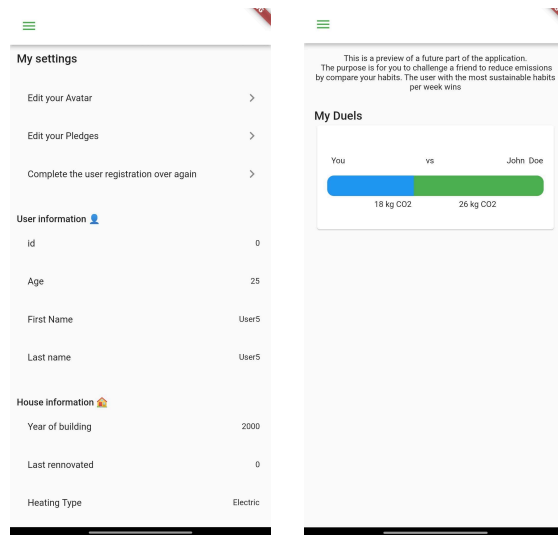 My settings
Edit your Avatar
Edit your Pledges
Complete the user registration over again
User information
id 0
Age 25
First Name User5
Last name User5
House information
Year of building 2000
Last rennovated 0
Heating Type Electric
This is a preview of a future part of the application.
The purpose is for you to challenge a friend to reduce emissions
by compare your habits. The user with the most sustainable habits
per week wins
My Duels
You vs John Doe
18 kg CO2 26 kg CO2